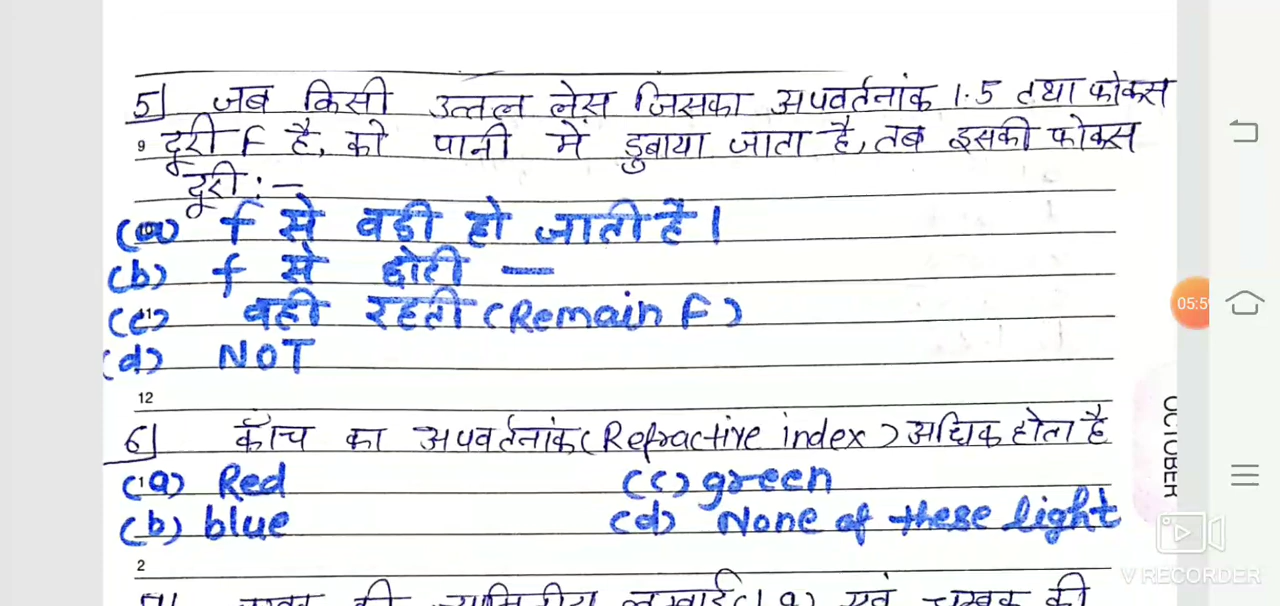 5] जब किसी उत्तल लेंस जिसका अपवर्तनांक 1.5 तथा फोकस
9 दूरी F है, को पानी में डुबाया जाता है, तब इसकी फोकस
दूरी :-
(a) f से बड़ी हो जाती है।
(b) f से छोटी —
(c) वही रहती (Remain F)
11
(d) NOT
05:5
12
6] काँच का अपवर्तनांक (Refractive index) अधिक होता है
OCTOBER
(a) Red (c) green
1
(b) blue (d) None of these light
V RECORDER
2